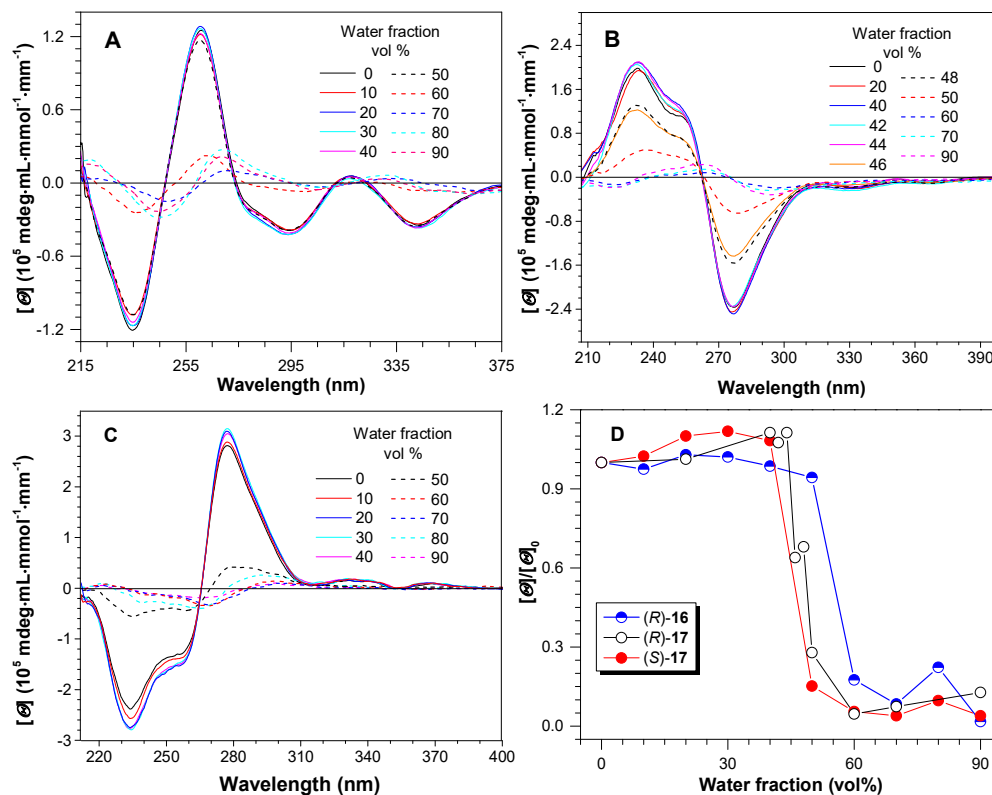 A
Water fraction
vol %
0 50
10 60
20 70
30 80
40 90
1.2
0.6
0.0
-0.6
-1.2
215 255 295 335 375
Wavelength (nm)
[Θ] (10⁵ mdeg·mL·mmol⁻¹·mm⁻¹)
B
Water fraction
vol %
0 48
20 50
40 60
42 70
44 90
46
2.4
1.6
0.8
0.0
-0.8
-1.6
-2.4
210 240 270 300 330 360 390
Wavelength (nm)
[Θ] (10⁵ mdeg·mL·mmol⁻¹·mm⁻¹)
C
Water fraction
vol %
0 50
10 60
20 70
30 80
40 90
3
2
1
0
-1
-2
-3
220 250 280 310 340 370 400
Wavelength (nm)
[Θ] (10⁵ mdeg·mL·mmol⁻¹·mm⁻¹)
D
1.2
0.9
0.6
0.3
0.0
(R)-16
(R)-17
(S)-17
0 30 60 90
Water fraction (vol%)
[Θ]/[Θ]₀